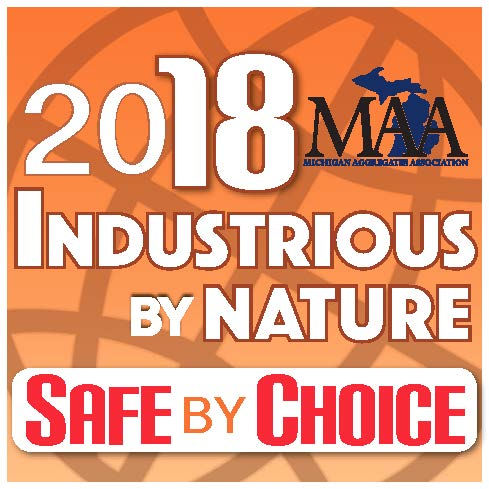 2018
MAA
MICHIGAN AGGREGATES ASSOCIATION
INDUSTRIOUS
BY NATURE
SAFE BY CHOICE